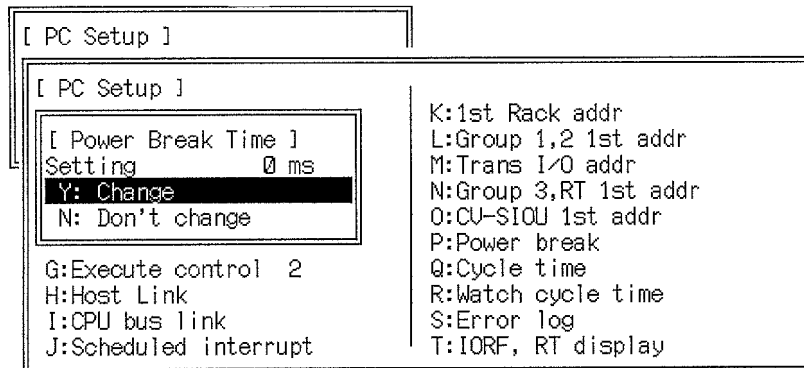 [ PC Setup ]
[ PC Setup ]
[ Power Break Time ]
Setting 0 ms
Y: Change
N: Don't change
G:Execute control 2
H:Host Link
I:CPU bus link
J:Scheduled interrupt
K:1st Rack addr
L:Group 1,2 1st addr
M:Trans I/O addr
N:Group 3,RT 1st addr
O:CV-SIOU 1st addr
P:Power break
Q:Cycle time
R:Watch cycle time
S:Error log
T:IORF, RT display